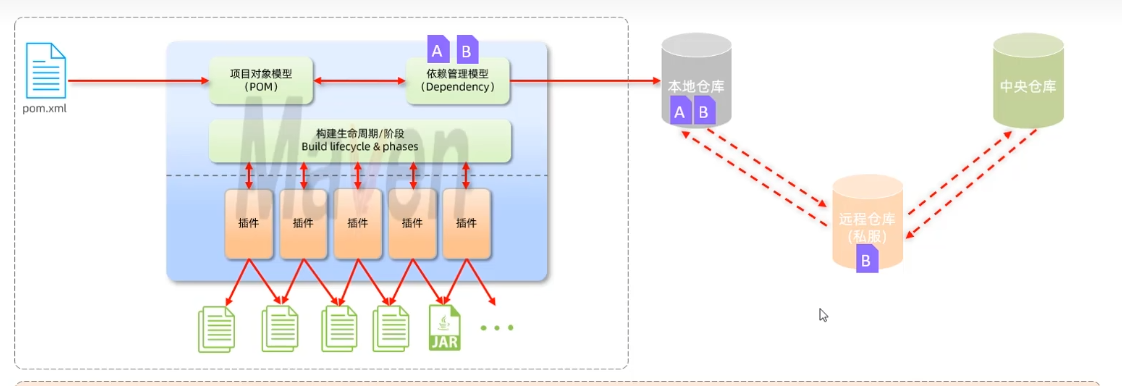 pom.xml
项目对象模型
(POM)
A B
依赖管理模型
(Dependency)
构建生命周期/阶段
Build lifecycle & phases
Maven
插件
插件
插件
插件
插件
JAR
本地仓库
A B
中央仓库
远程仓库
(私服)
B